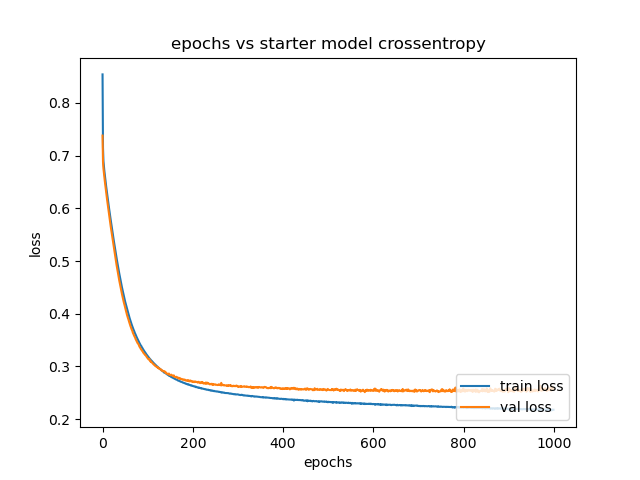 epochs vs starter model crossentropy
loss
0.8
0.7
0.6
0.5
0.4
0.3
0.2
train loss
val loss
0 200 400 600 800 1000
epochs